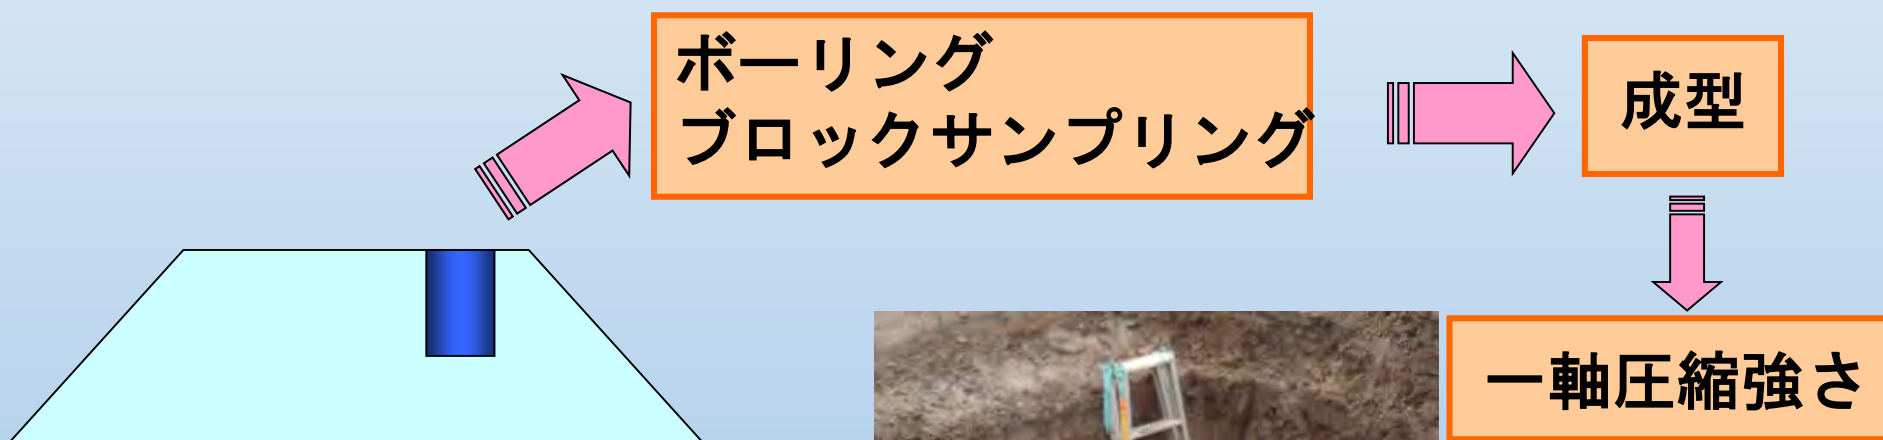 ボーリング
ブロックサンプリング
成型
一軸圧縮強さ